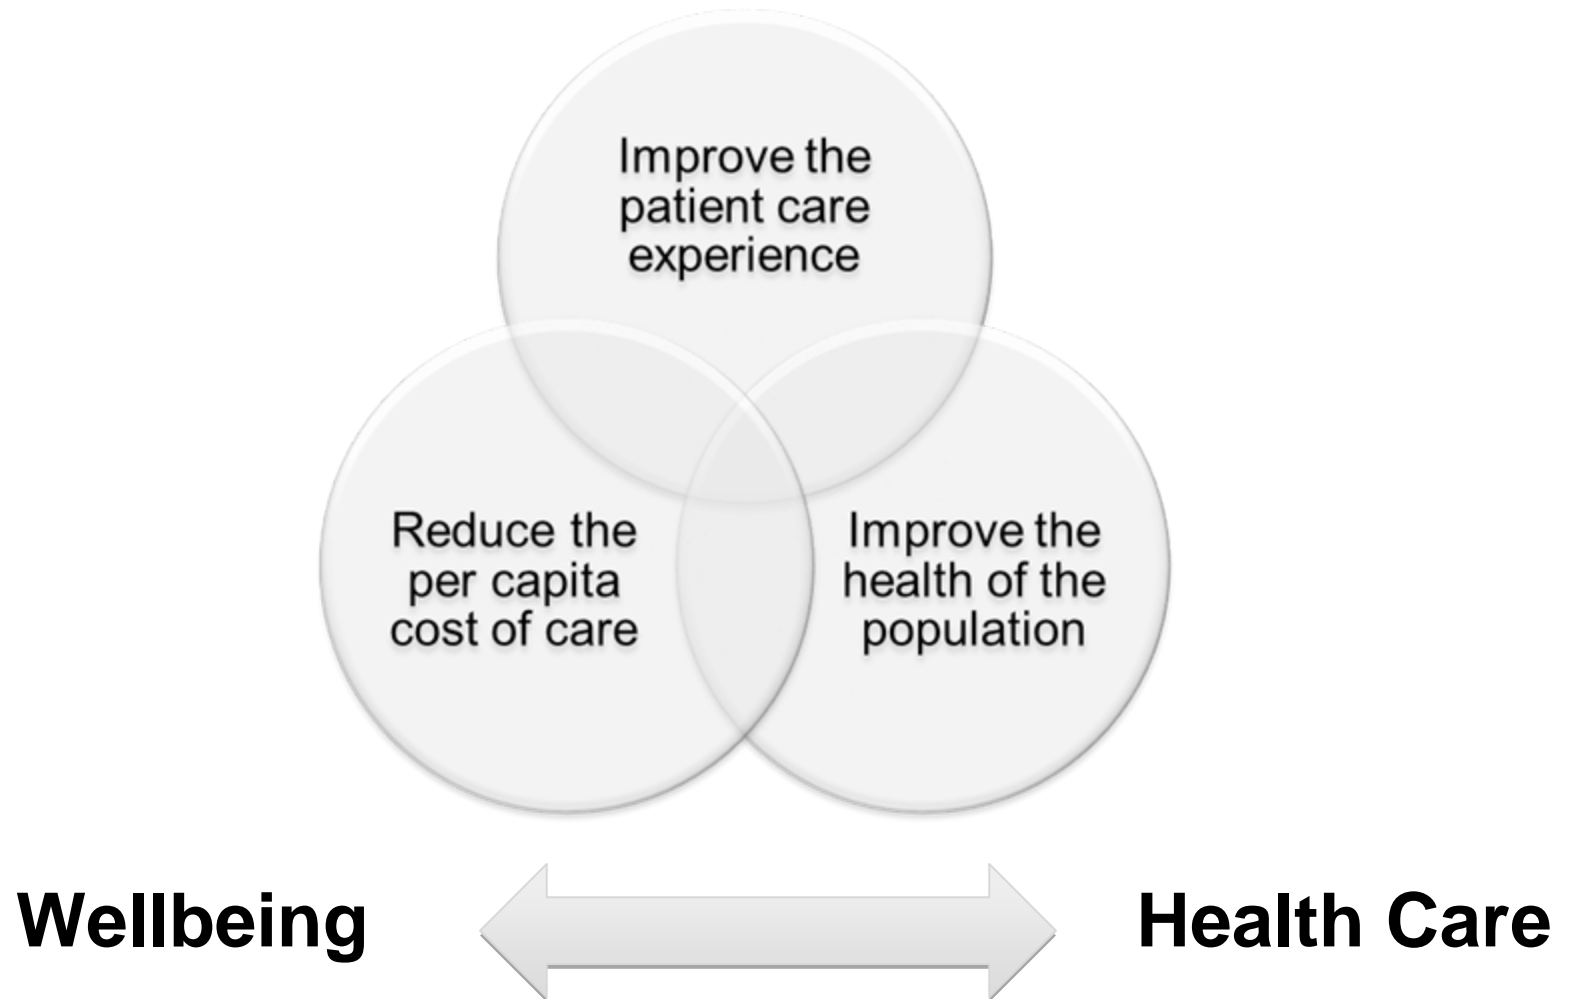 Improve the
patient care
experience
Reduce the
per capita
cost of care
Improve the
health of the
population
Wellbeing
Health Care